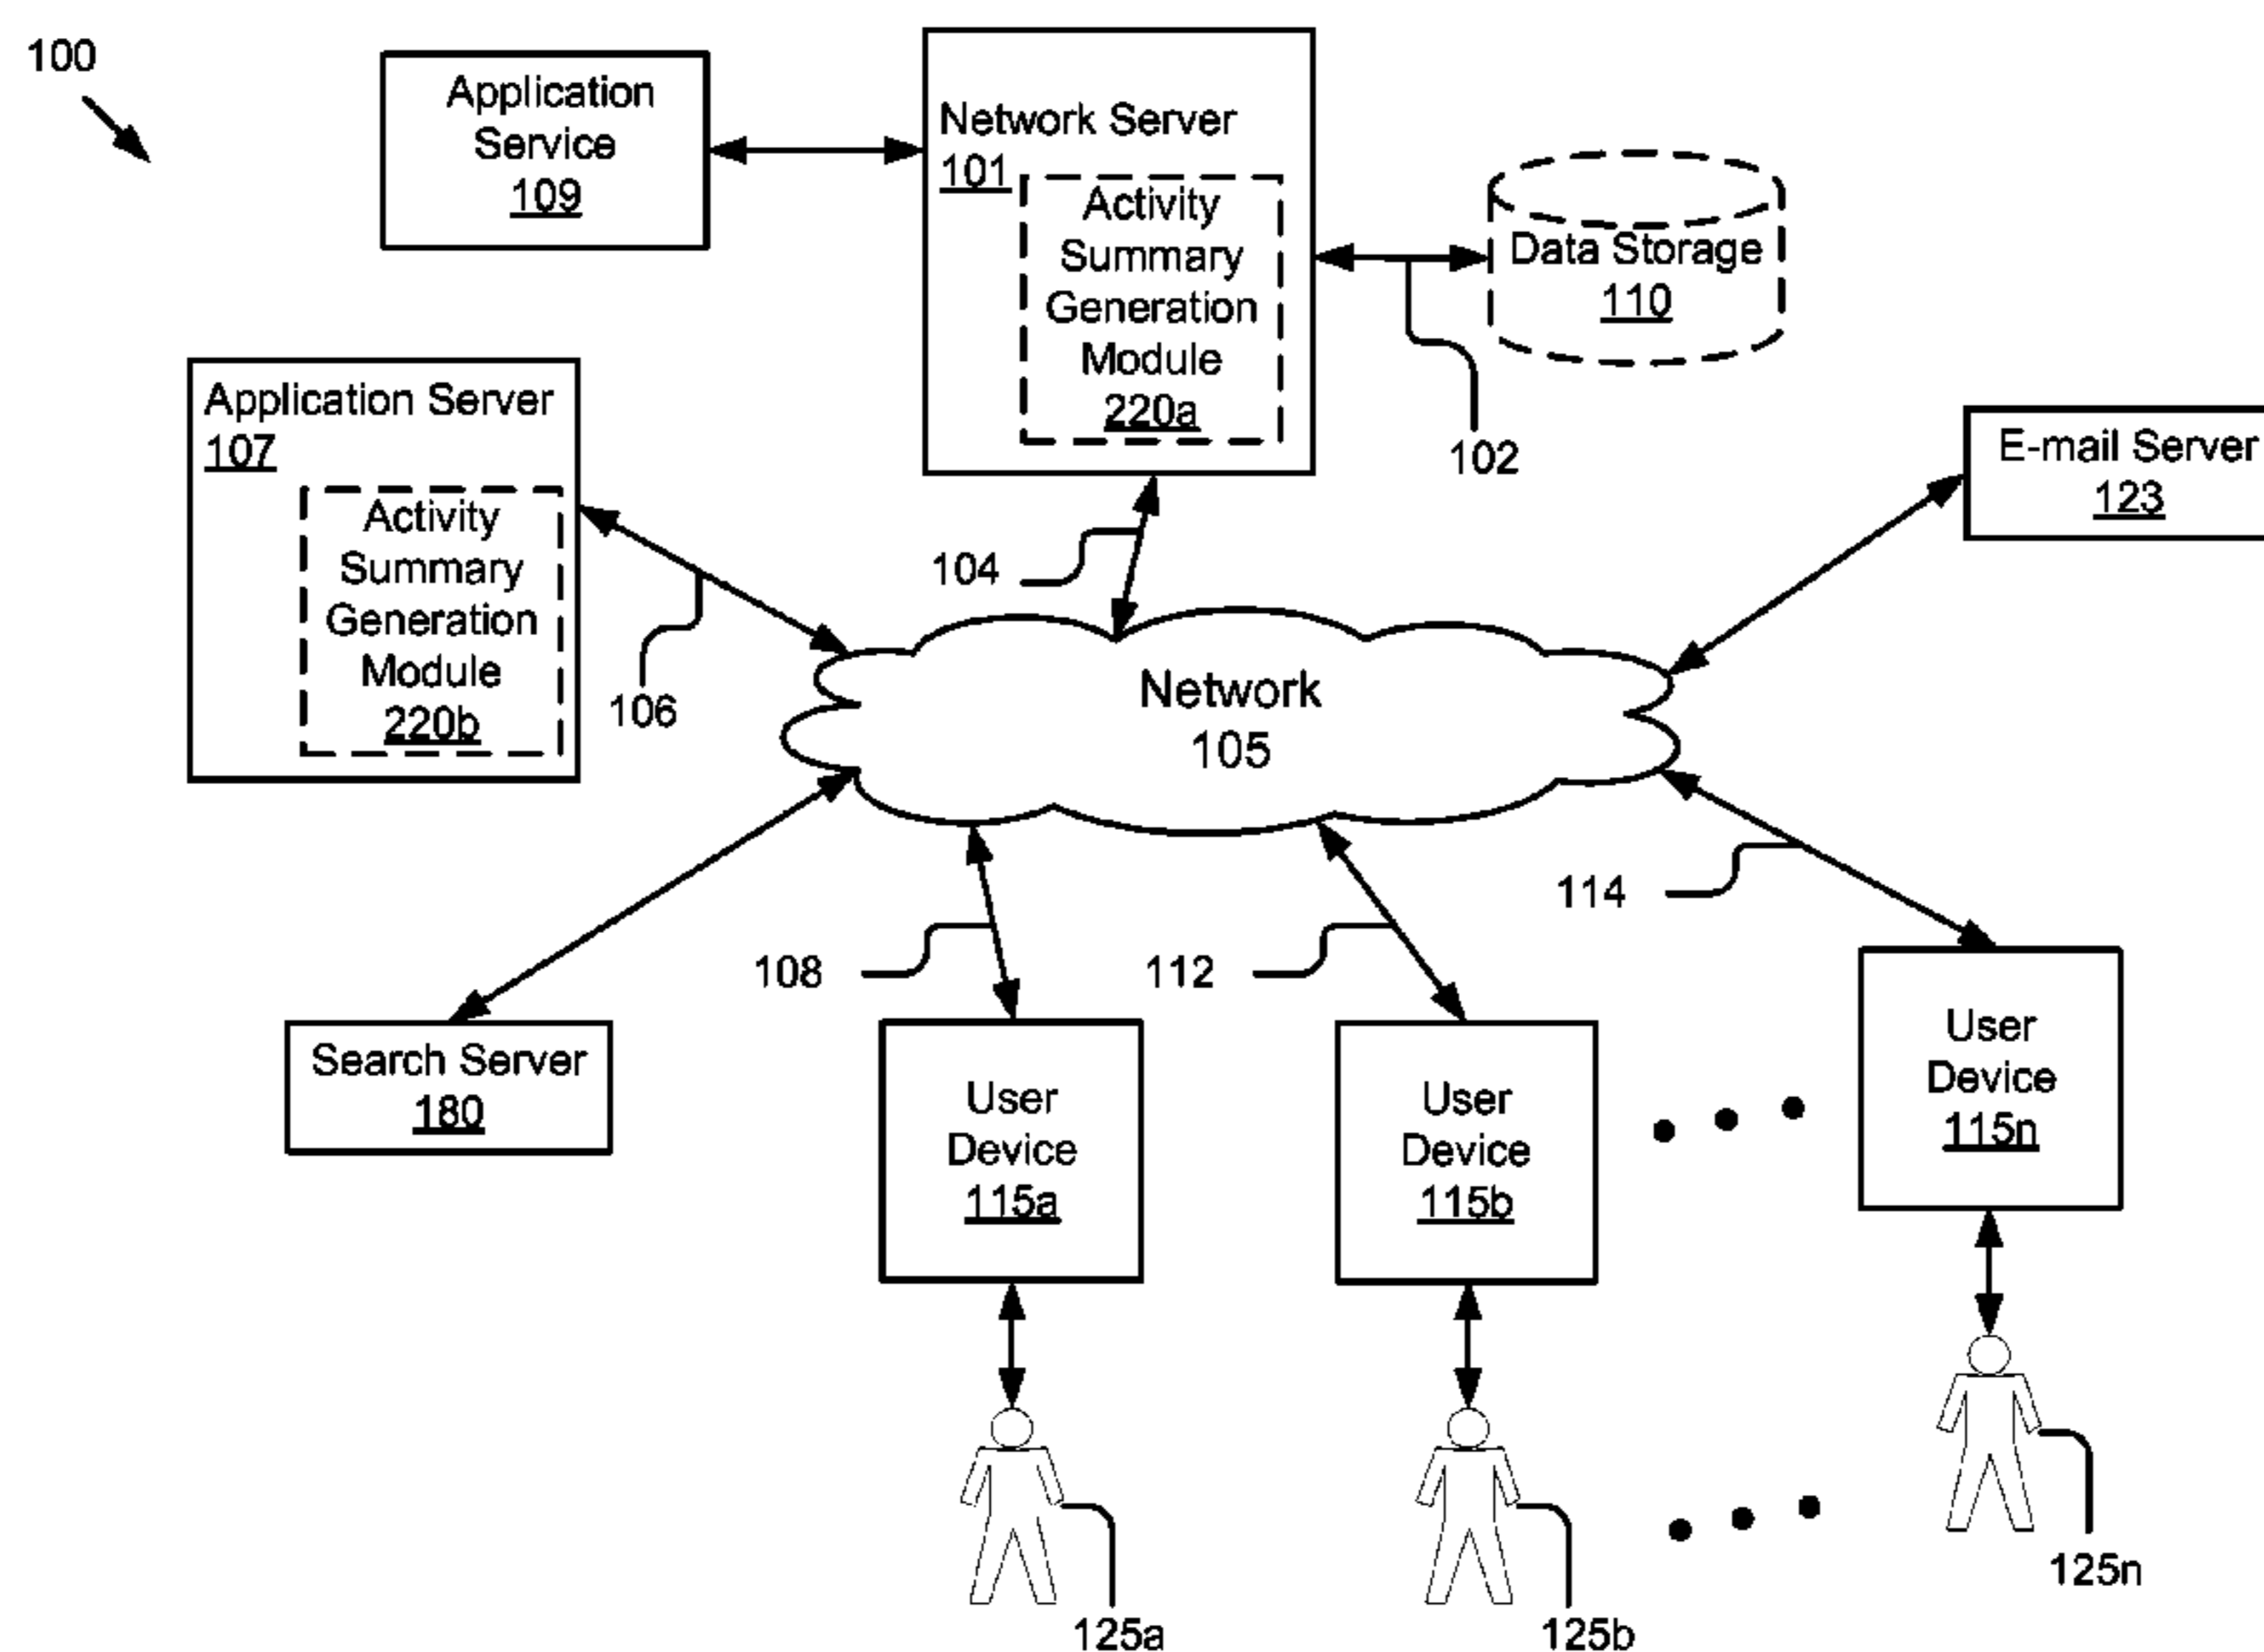 100
Application
Service
109
Network Server
101
Activity
Summary
Generation
Module
220a
Data Storage
110
102
Application Server
107
Activity
Summary
Generation
Module
220b
E-mail Server
123
104
106
Network
105
114
108
112
Search Server
180
User
Device
115a
User
Device
115b
User
Device
115n
125a
125b
125n